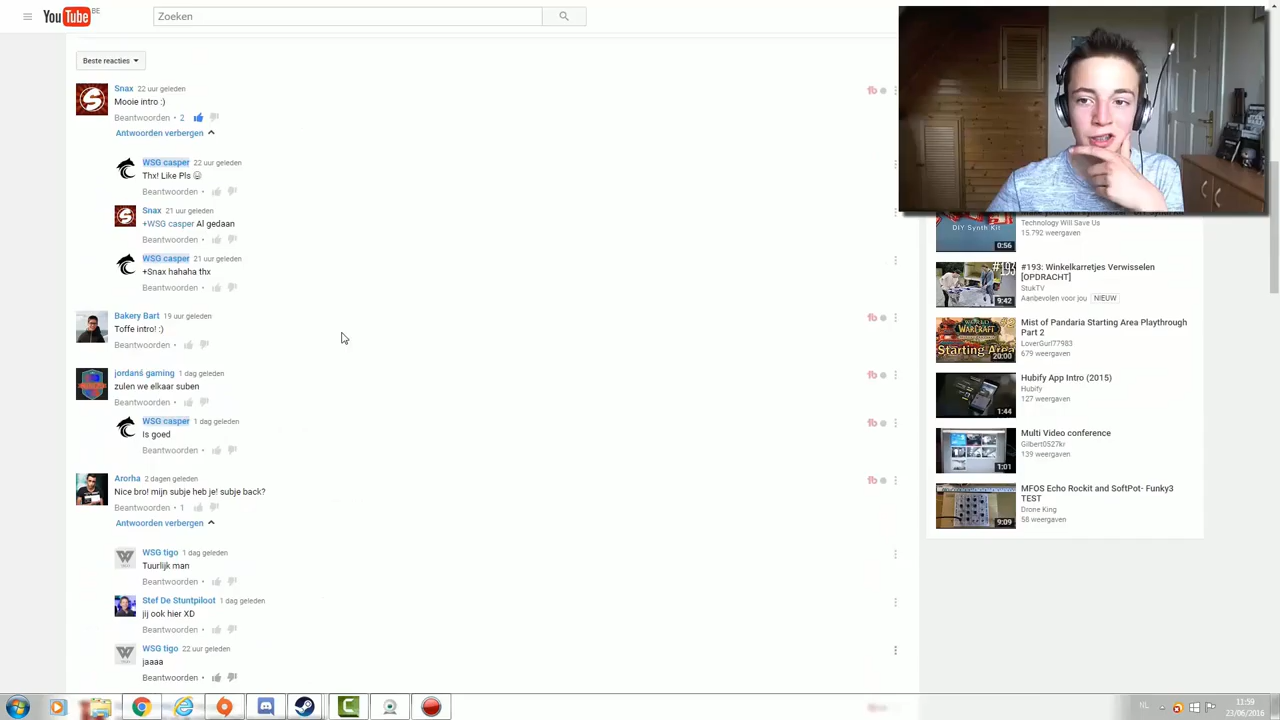 YouTube BE
Zoeken
Beste reacties
Snax 22 uur geleden
Mooie intro :)
Beantwoorden • 2
Antwoorden verbergen
WSG casper 22 uur geleden
Thx! Like Pls
Beantwoorden •
Snax 21 uur geleden
+WSG casper Al gedaan
Beantwoorden •
WSG casper 21 uur geleden
+Snax hahaha thx
Beantwoorden •
Bakery Bart 19 uur geleden
Toffe intro! :)
Beantwoorden •
jordanś gaming 1 dag geleden
zulen we elkaar suben
Beantwoorden •
WSG casper 1 dag geleden
Is goed
Beantwoorden •
Arorha 2 dagen geleden
Nice bro! mijn subje heb je! subje back?
Beantwoorden • 1
Antwoorden verbergen
WSG tigo 1 dag geleden
Tuurlijk man
Beantwoorden •
Stef De Stuntpiloot 1 dag geleden
jij ook hier XD
Beantwoorden •
WSG tigo 22 uur geleden
jaaaa
Beantwoorden •
DIY Synth Kit
0:56
Technology Will Save Us
15.792 weergaven
9:42
#193: Winkelkarretjes Verwisselen
[OPDRACHT]
StukTV
Aanbevolen voor jou NIEUW
Starting Area
20:00
Mist of Pandaria Starting Area Playthrough
Part 2
LoverGurl77983
679 weergaven
1:44
Hubify App Intro (2015)
Hubify
127 weergaven
1:01
Multi Video conference
Gilbert0527kr
139 weergaven
9:09
MFOS Echo Rockit and SoftPot- Funky3
TEST
Drone King
58 weergaven
NL
11:59
23/06/2016